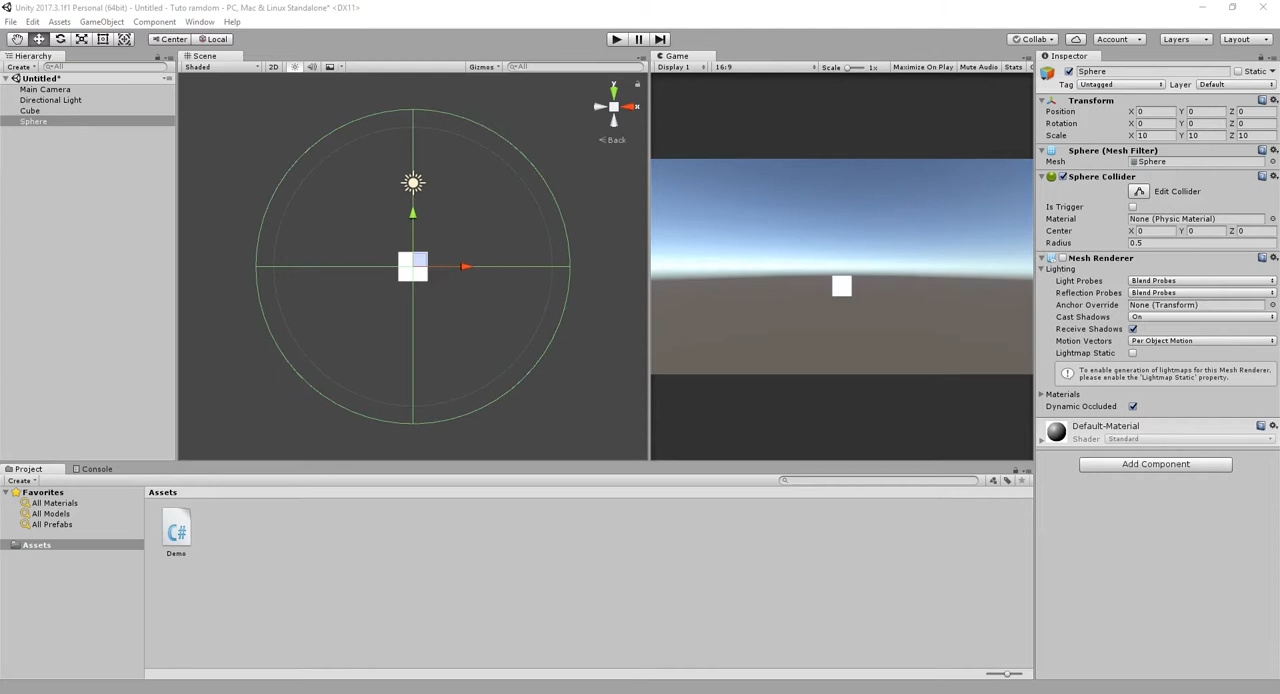 Unity 2017.3.1f1 Personal (64bit) - Untitled - Tuto ramdom - PC, Mac & Linux Standalone* <DX11>
File Edit Assets GameObject Component Window Help
Center Local Collab Account Layers Layout
Hierarchy
Create All
Untitled*
Main Camera
Directional Light
Cube
Sphere
Scene
Shaded 2D Gizmos All
y
x
Back
Game
Display 1 16:9 Scale 1x Maximize On Play Mute Audio Stats
Inspector
Sphere Static
Tag Untagged Layer Default
Transform
Position X 0 Y 0 Z 0
Rotation X 0 Y 0 Z 0
Scale X 10 Y 10 Z 10
Sphere (Mesh Filter)
Mesh Sphere
Sphere Collider
Edit Collider
Is Trigger
Material None (Physic Material)
Center X 0 Y 0 Z 0
Radius 0.5
Mesh Renderer
Lighting
Light Probes Blend Probes
Reflection Probes Blend Probes
Anchor Override None (Transform)
Cast Shadows On
Receive Shadows
Motion Vectors Per Object Motion
Lightmap Static
To enable generation of lightmaps for this Mesh Renderer,
please enable the 'Lightmap Static' property.
Materials
Dynamic Occluded
Default-Material
Shader Standard
Add Component
Project Console
Create
Favorites
All Materials
All Models
All Prefabs
Assets
Assets
C#
Demo